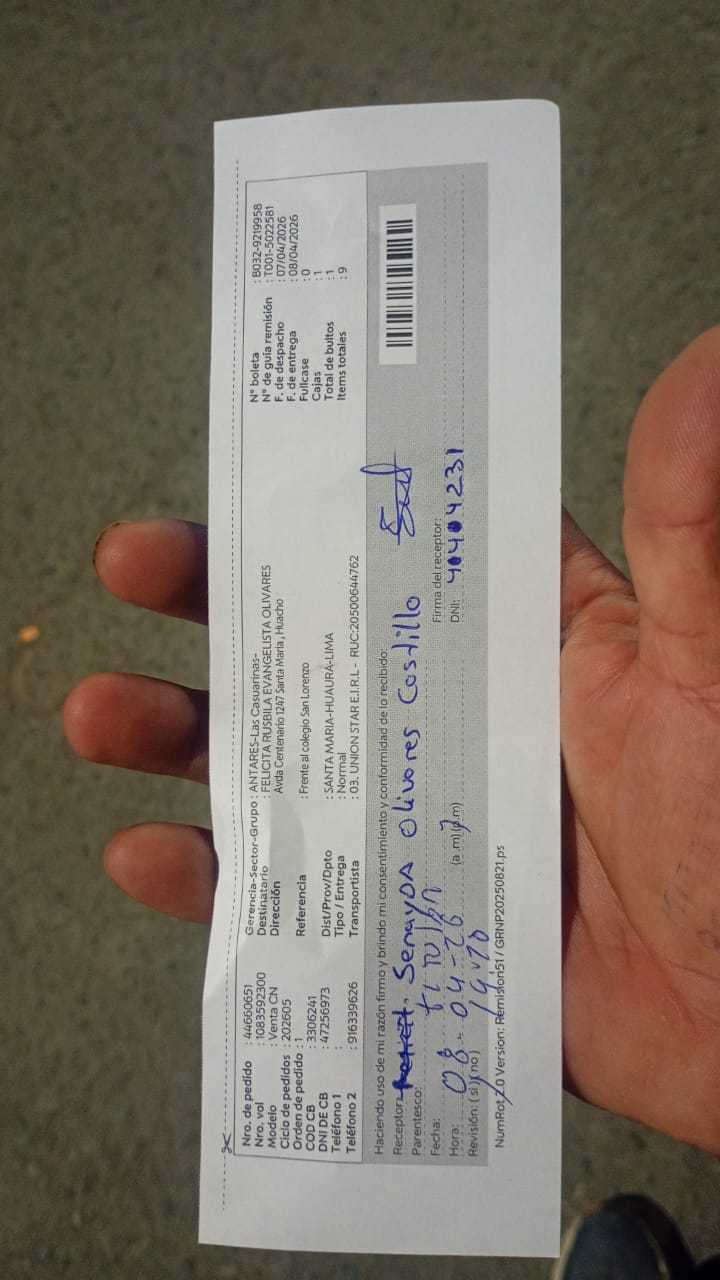 Nro. de pedido : 44660651
Nro. vol : 1083592300
Modelo : Venta CN
Ciclo de pedidos : 202605
Orden de pedido : 1
COD CB : 3306241
DNI DE CB : 47256973
Teléfono 1 :
Teléfono 2 : 916339626
Gerencia-Sector-Grupo : ANTARES-Las Casuarinas-
Destinatario : FELICITA RUSBILA EVANGELISTA OLIVARES
Dirección : Avda Centenario 1247 Santa Maria , Huacho
Referencia : Frente al colegio San Lorenzo
Dist/Prov/Dpto : SANTA MARIA-HUAURA-LIMA
Tipo / Entrega : Normal
Transportista : 03. UNION STAR E.I.R.L - RUC:20500644762
N° boleta : B032-9219958
N° de guía remisión : T001-5022581
F. de despacho : 07/04/2026
F. de entrega : 08/04/2026
Fullcase : 0
Cajas : 1
Total de bultos : 1
Items totales : 9
Haciendo uso de mi razón firmo y brindo mi consentimiento y conformidad de lo recibido:
Receptor: Senayda Olivares Costillo
Parentesco:
Fecha: 08-04-26
Hora: (a.m) (p.m)
Revisión: ( si ) ( no )
Firma del receptor:
DNI: 40404231
NumRot 2.0 Version: Remision51 / GRNP20250821.ps